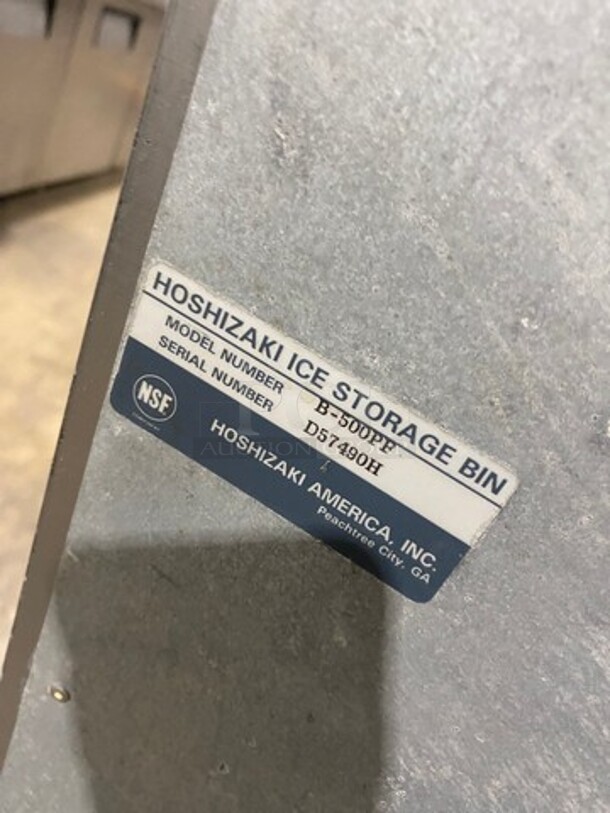 HOSHIZAKI ICE STORAGE BIN
MODEL NUMBER B-500PF
SERIAL NUMBER D57490H
NSF
HOSHIZAKI AMERICA, INC.
Peachtree City, GA